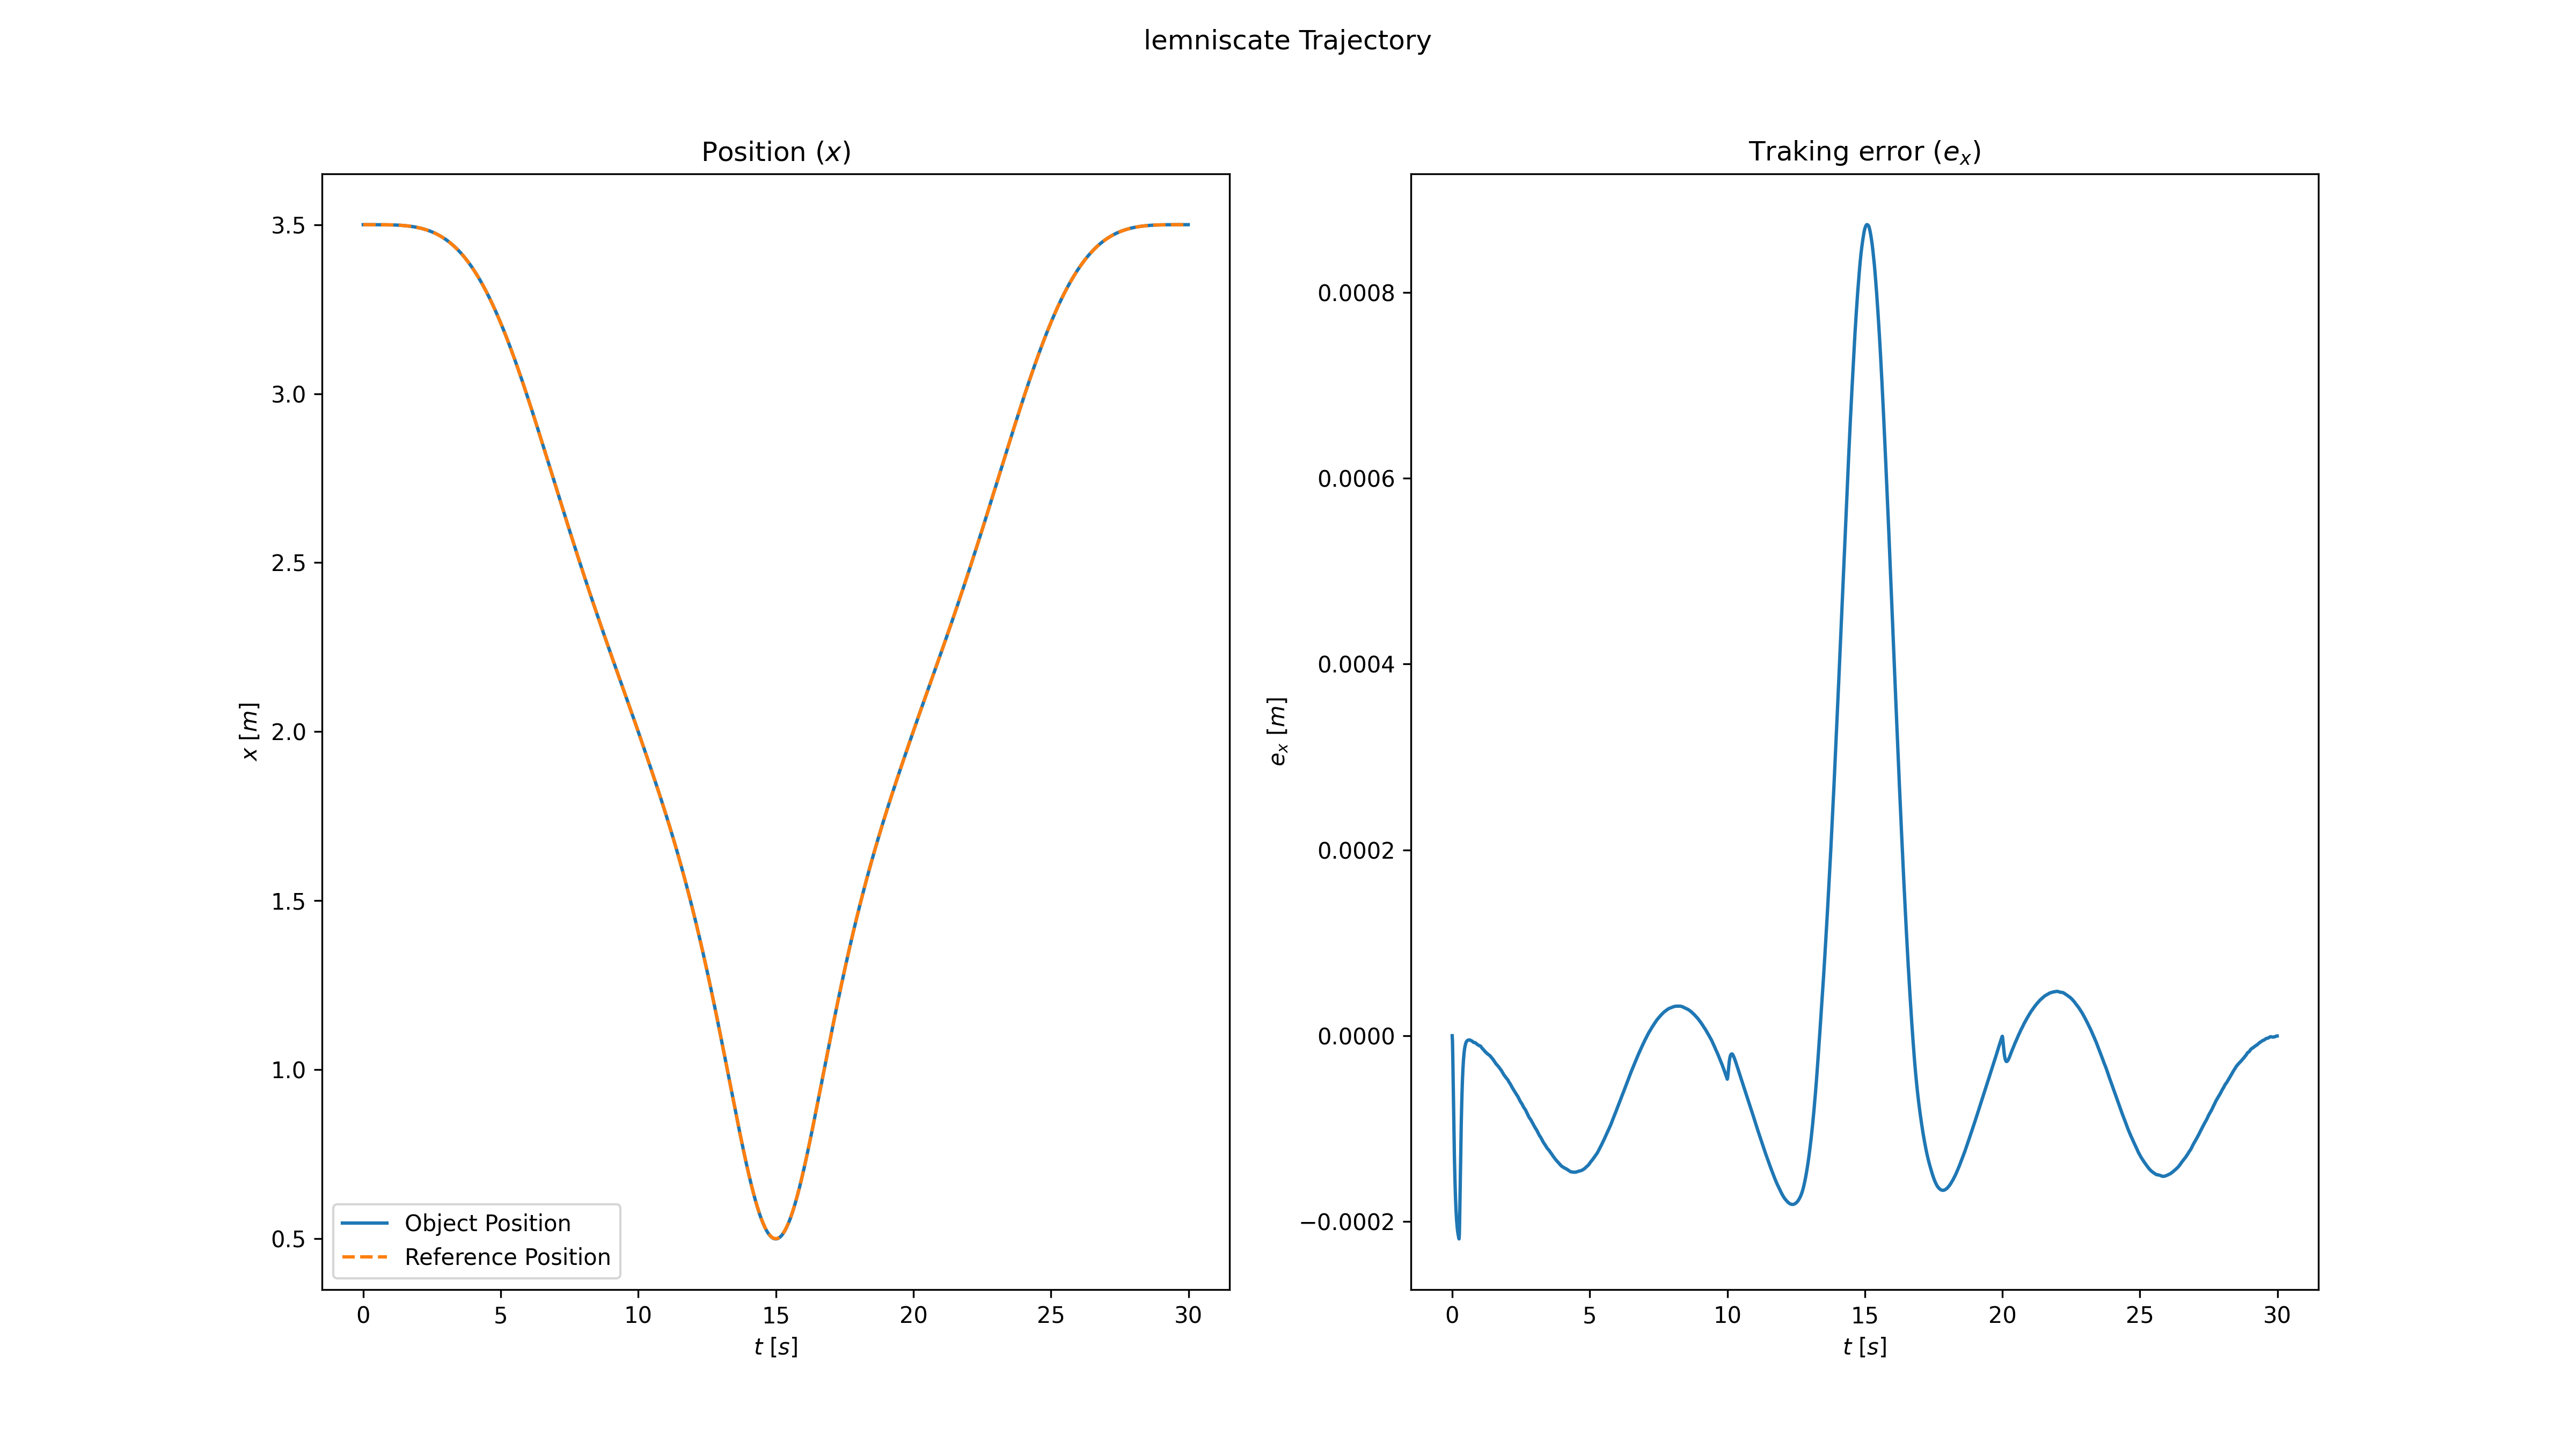 lemniscate Trajectory
Position (x)
x [m]
3.5
3.0
2.5
2.0
1.5
1.0
0.5
Object Position
Reference Position
0 5 10 15 20 25 30
t [s]
Traking error (eₓ)
eₓ [m]
0.0008
0.0006
0.0004
0.0002
0.0000
−0.0002
0 5 10 15 20 25 30
t [s]